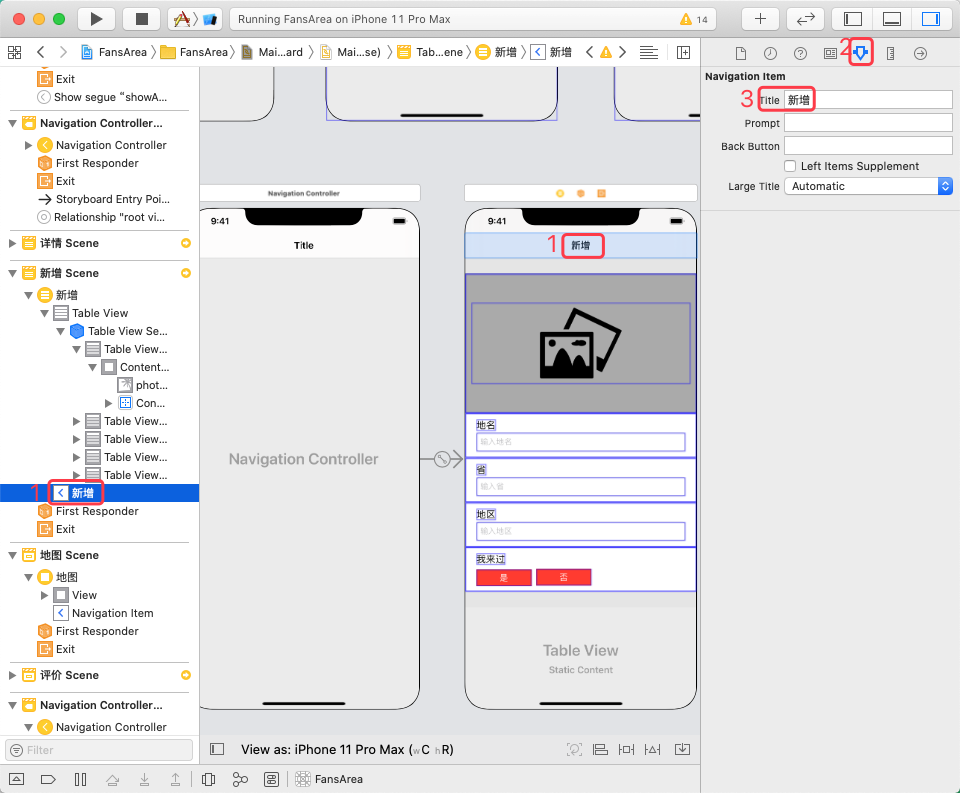 Running FansArea on iPhone 11 Pro Max
14
FansArea
FansArea
Mai...ard
Mai...se)
Tab...ene
新增
新增
Exit
Show segue “showA...
Navigation Controller...
Navigation Controller
First Responder
Exit
Storyboard Entry Poi...
Relationship “root vi...
详情 Scene
新增 Scene
新增
Table View
Table View Se...
Table View...
Content...
phot...
Con...
Table View...
Table View...
Table View...
Table View...
1
新增
First Responder
Exit
地图 Scene
地图
View
Navigation Item
First Responder
Exit
评价 Scene
Navigation Controller...
Navigation Controller
Filter
Navigation Controller
9:41
Title
Navigation Controller
9:41
1
新增
地名
输入地名
省
输入省
地区
输入地区
我来过
是
否
Table View
Static Content
View as: iPhone 11 Pro Max (wC hR)
FansArea
2
Navigation Item
3
Title
新增
Prompt
Back Button
Left Items Supplement
Large Title
Automatic